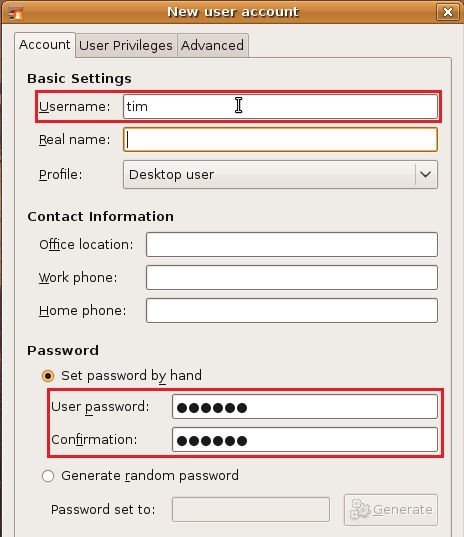 New user account
Account User Privileges Advanced
Basic Settings
Username: tim
Real name:
Profile: Desktop user
Contact Information
Office location:
Work phone:
Home phone:
Password
Set password by hand
User password: ●●●●●●
Confirmation: ●●●●●●
Generate random password
Password set to: Generate